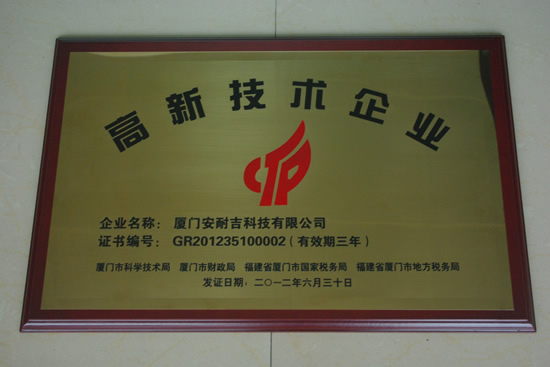 高新技术企业
CTP
企业名称： 厦门安耐吉科技有限公司
证书编号： GR201235100002（有效期三年）
厦门市科学技术局 厦门市财政局 福建省厦门市国家税务局 福建省厦门市地方税务局
发证日期：二○一二年六月三十日